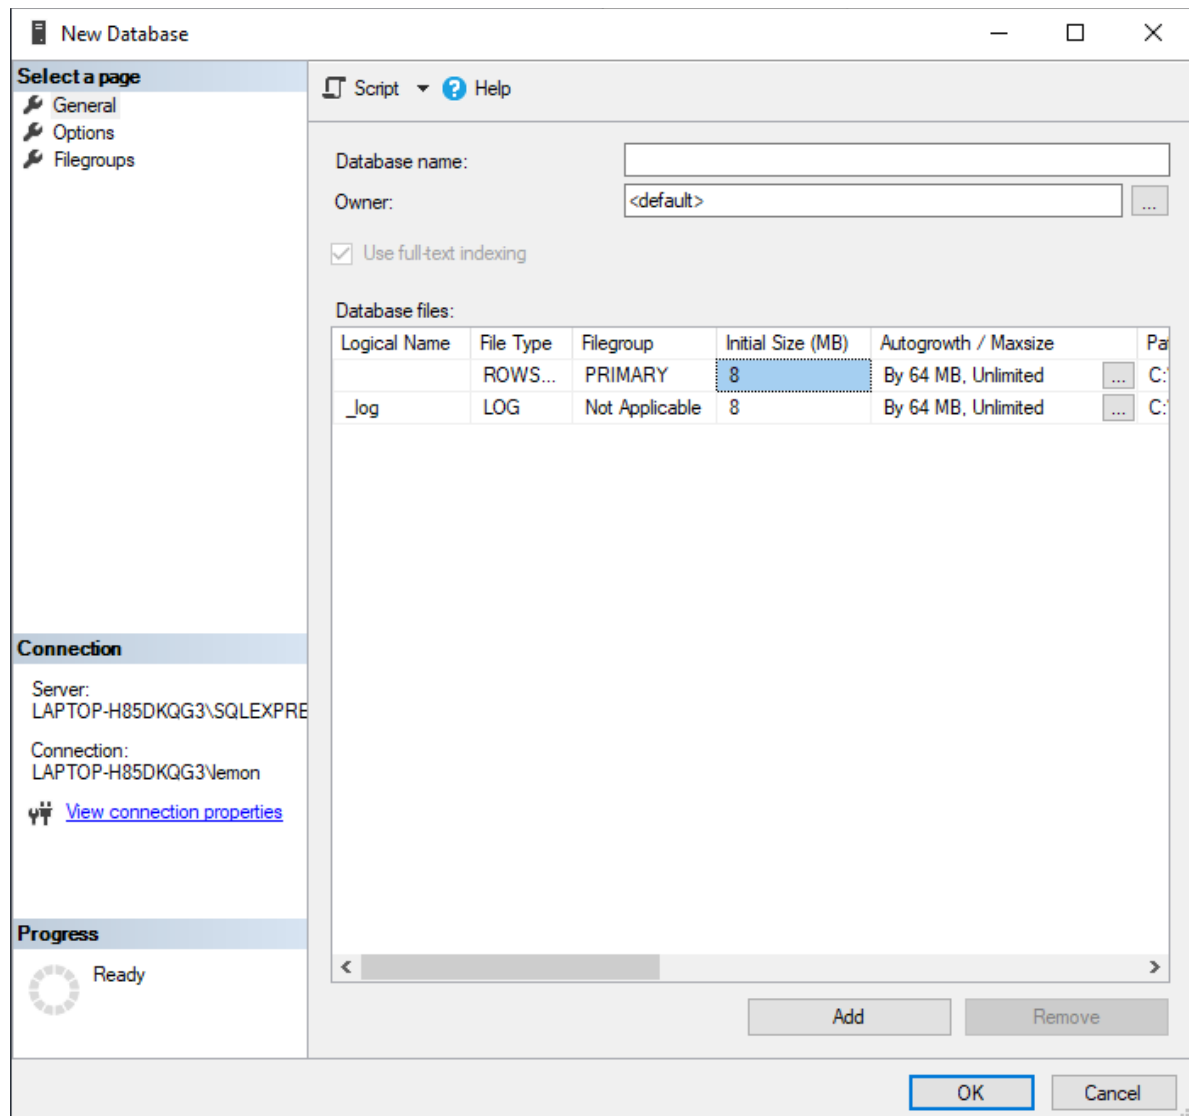 New Database
Select a page
General
Options
Filegroups
Script Help
Database name:
Owner: <default> ...
Use full-text indexing
Database files:
Logical Name File Type Filegroup Initial Size (MB) Autogrowth / Maxsize Pa
ROWS... PRIMARY 8 By 64 MB, Unlimited ... C:\
_log LOG Not Applicable 8 By 64 MB, Unlimited ... C:\
Connection
Server:
LAPTOP-H85DKQG3\SQLEXPRE
Connection:
LAPTOP-H85DKQG3\lemon
View connection properties
Progress
Ready
Add Remove
OK Cancel